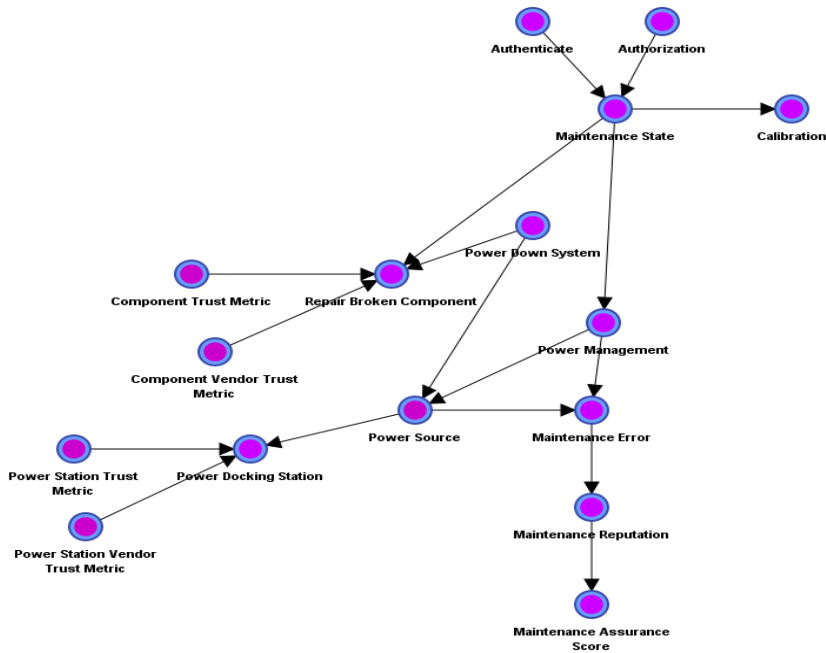 Authenticate
Authorization
Maintenance State
Calibration
Power Down System
Component Trust Metric
Repair Broken Component
Power Management
Component Vendor Trust
Metric
Power Source
Maintenance Error
Power Station Trust
Metric
Power Docking Station
Maintenance Reputation
Power Station Vendor
Trust Metric
Maintenance Assurance
Score